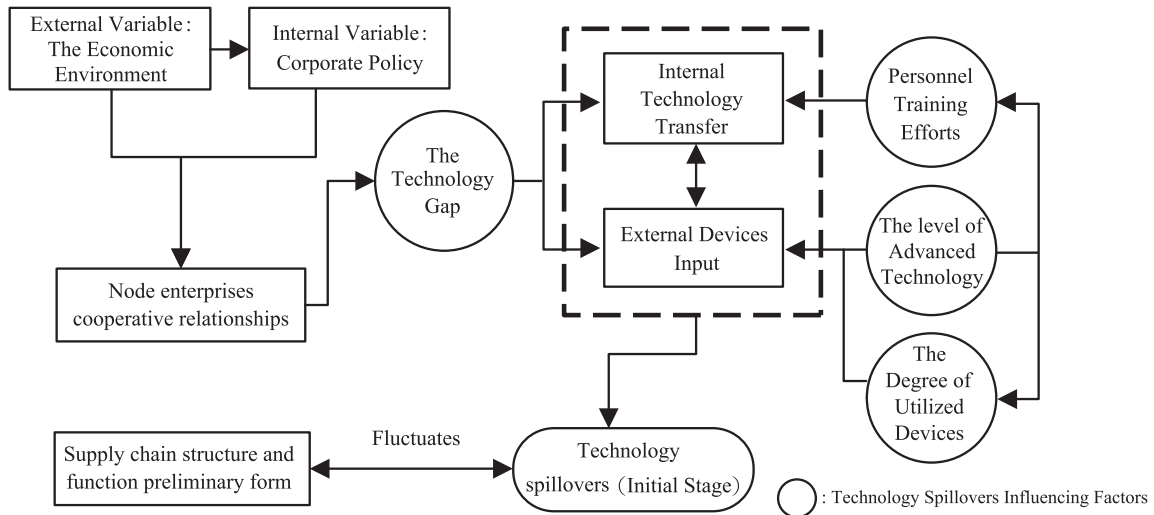 External Variable:
The Economic
Environment
Internal Variable:
Corporate Policy
Internal
Technology
Transfer
Personnel
Training
Efforts
The
Technology
Gap
External Devices
Input
The level of
Advanced
Technology
Node enterprises
cooperative relationships
The
Degree of
Utilized
Devices
Fluctuates
Supply chain structure and
function preliminary form
Technology
spillovers (Initial Stage)
: Technology Spillovers Influencing Factors